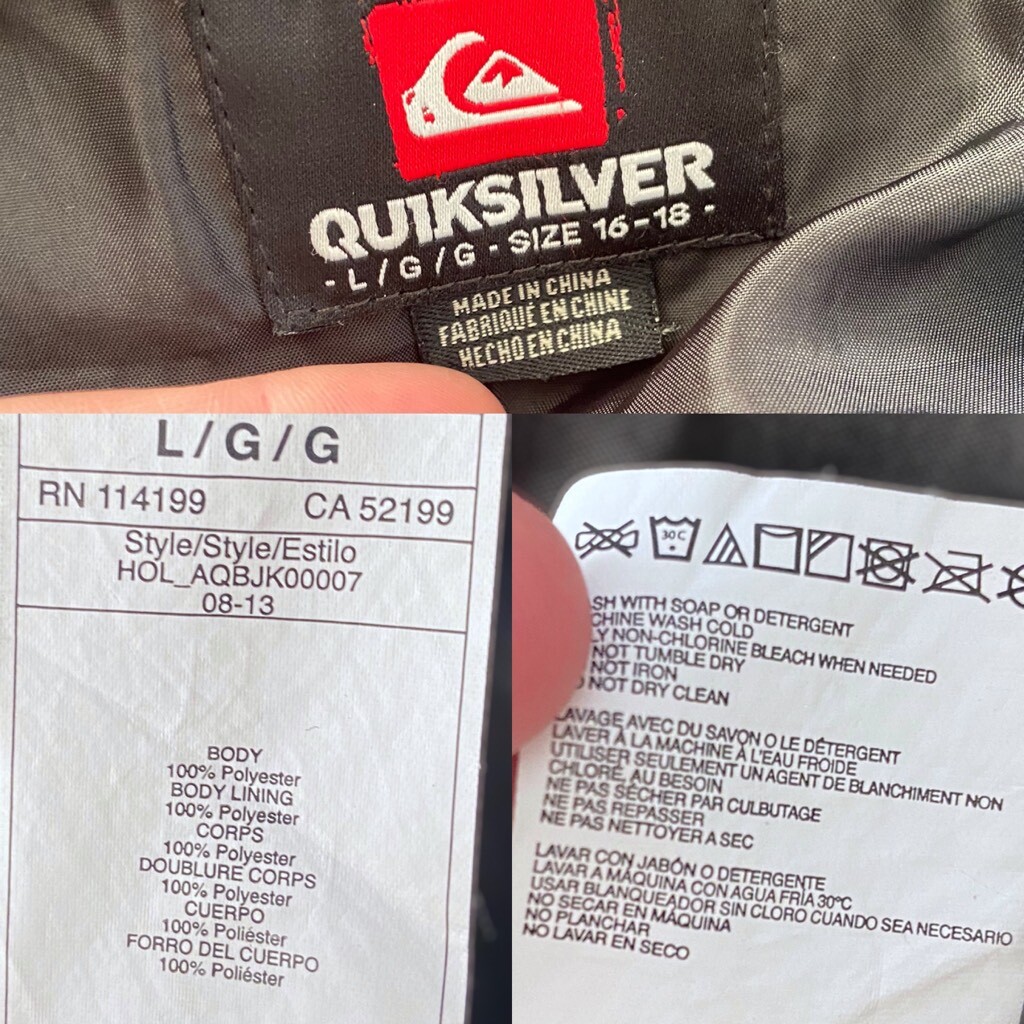 QUIKSILVER
- L / G / G - SIZE 16-18 -
MADE IN CHINA
FABRIQUÉ EN CHINE
HECHO EN CHINA
L/G/G
RN 114199 CA 52199
Style/Style/Estilo
HOL_AQBJK00007
08-13
BODY
100% Polyester
BODY LINING
100% Polyester
CORPS
100% Polyester
DOUBLURE CORPS
100% Polyester
CUERPO
100% Poliéster
FORRO DEL CUERPO
100% Poliéster
30 C
WITH SOAP OR DETERGENT
WASH COLD
NON-CHLORINE BLEACH WHEN NEEDED
NOT TUMBLE DRY
NOT IRON
NOT DRY CLEAN
LAVAGE AVEC DU SAVON O LE DÉTERGENT
LAVER À LA MACHINE À L'EAU FROIDE
UTILISER SEULEMENT UN AGENT DE BLANCHIMENT NON
CHLORÉ, AU BESOIN
NE PAS SÉCHER PAR CULBUTAGE
NE PAS REPASSER
NE PAS NETTOYER A SEC
LAVAR CON JABÓN O DETERGENTE
LAVAR A MÁQUINA CON AGUA FRÍA 30°C
USAR BLANQUEADOR SIN CLORO CUANDO SEA NECESARIO
NO SECAR EN MÁQUINA
NO PLANCHAR
NO LAVAR EN SECO